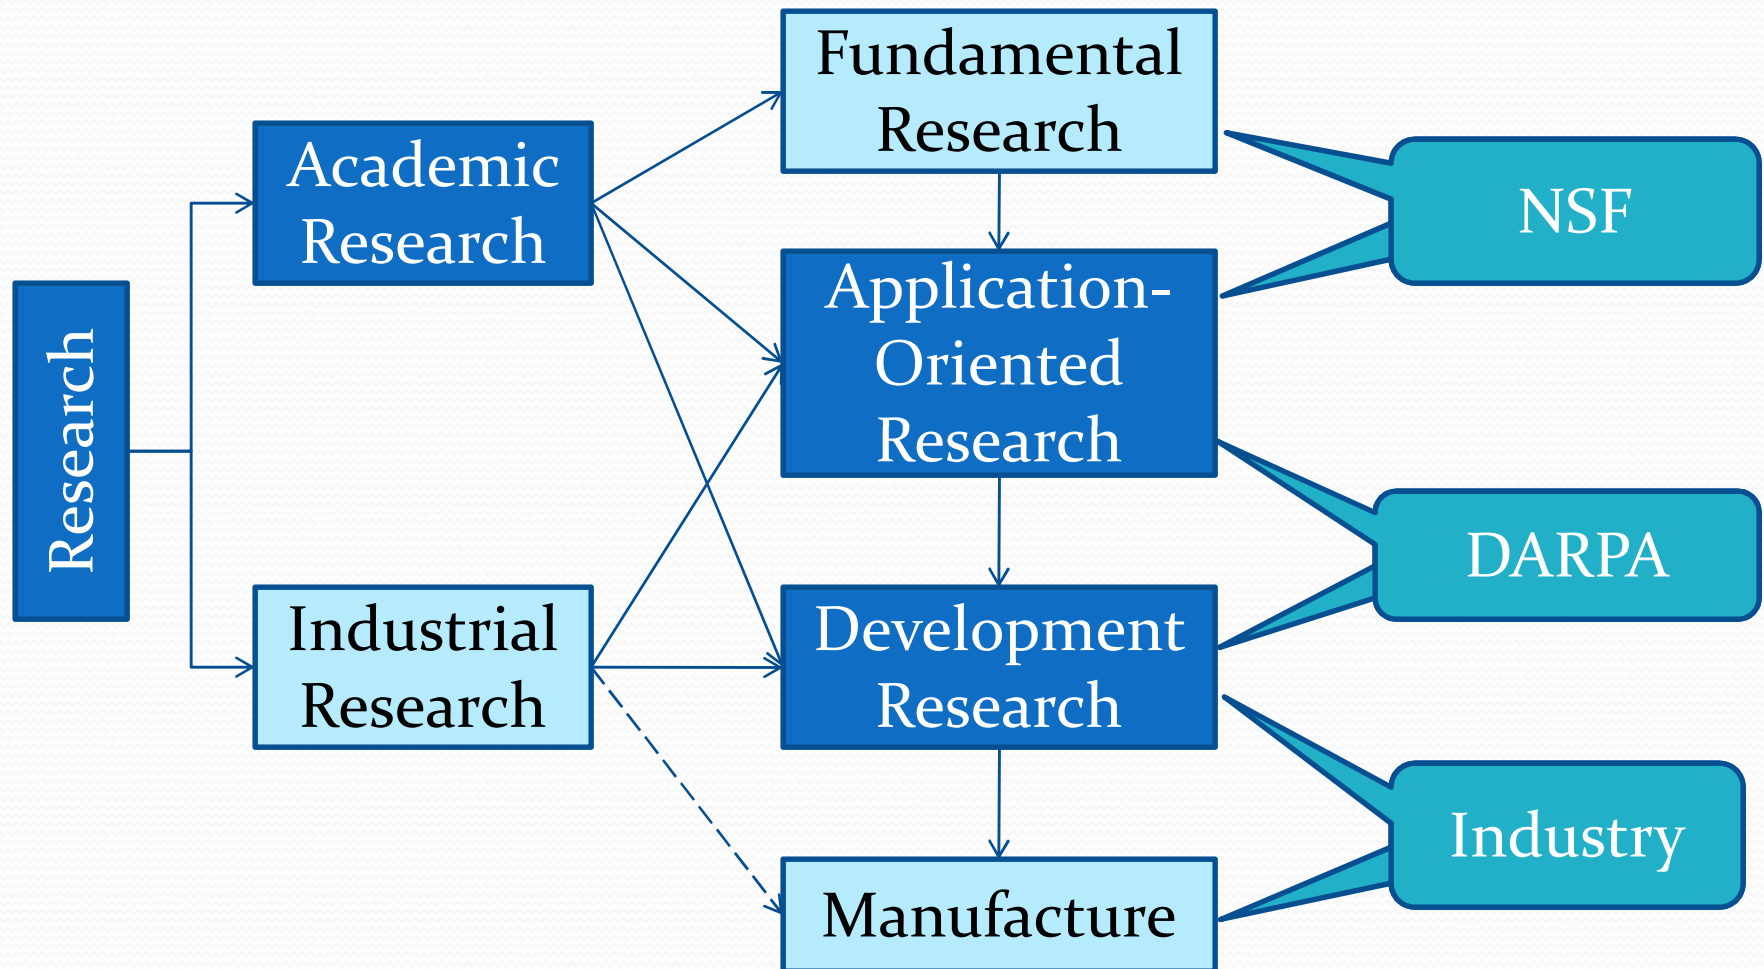 Research
Academic
Research
Industrial
Research
Fundamental
Research
Application-
Oriented
Research
Development
Research
Manufacture
NSF
DARPA
Industry